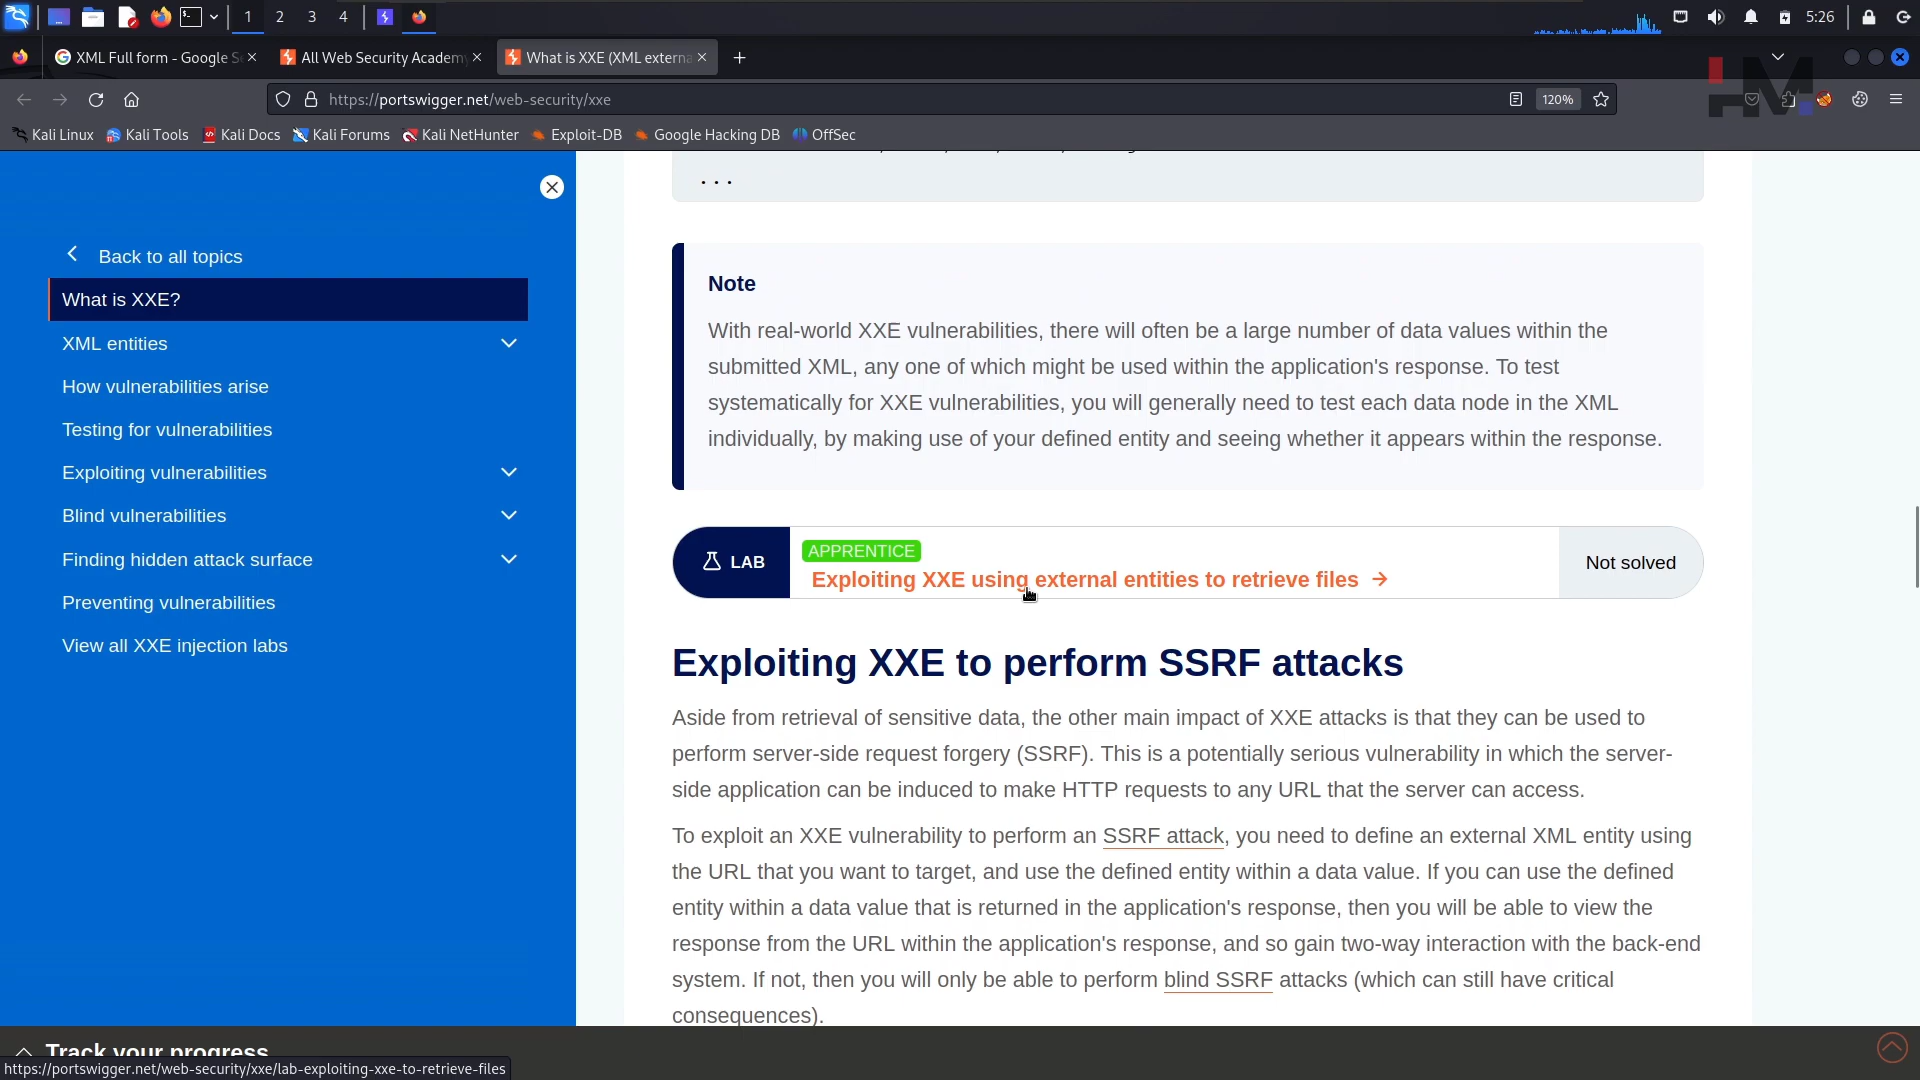 1 2 3 4 5:26
XML Full form - Google S
All Web Security Academy
What is XXE (XML externa
https://portswigger.net/web-security/xxe
120%
Kali Linux
Kali Tools
Kali Docs
Kali Forums
Kali NetHunter
Exploit-DB
Google Hacking DB
OffSec
HM
Back to all topics
What is XXE?
XML entities
How vulnerabilities arise
Testing for vulnerabilities
Exploiting vulnerabilities
Blind vulnerabilities
Finding hidden attack surface
Preventing vulnerabilities
View all XXE injection labs
...
Note
With real-world XXE vulnerabilities, there will often be a large number of data values within the
submitted XML, any one of which might be used within the application's response. To test
systematically for XXE vulnerabilities, you will generally need to test each data node in the XML
individually, by making use of your defined entity and seeing whether it appears within the response.
LAB
APPRENTICE
Exploiting XXE using external entities to retrieve files →
Not solved
Exploiting XXE to perform SSRF attacks
Aside from retrieval of sensitive data, the other main impact of XXE attacks is that they can be used to
perform server-side request forgery (SSRF). This is a potentially serious vulnerability in which the server-
side application can be induced to make HTTP requests to any URL that the server can access.
To exploit an XXE vulnerability to perform an SSRF attack, you need to define an external XML entity using
the URL that you want to target, and use the defined entity within a data value. If you can use the defined
entity within a data value that is returned in the application's response, then you will be able to view the
response from the URL within the application's response, and so gain two-way interaction with the back-end
system. If not, then you will only be able to perform blind SSRF attacks (which can still have critical
consequences).
Track your progress
https://portswigger.net/web-security/xxe/lab-exploiting-xxe-to-retrieve-files